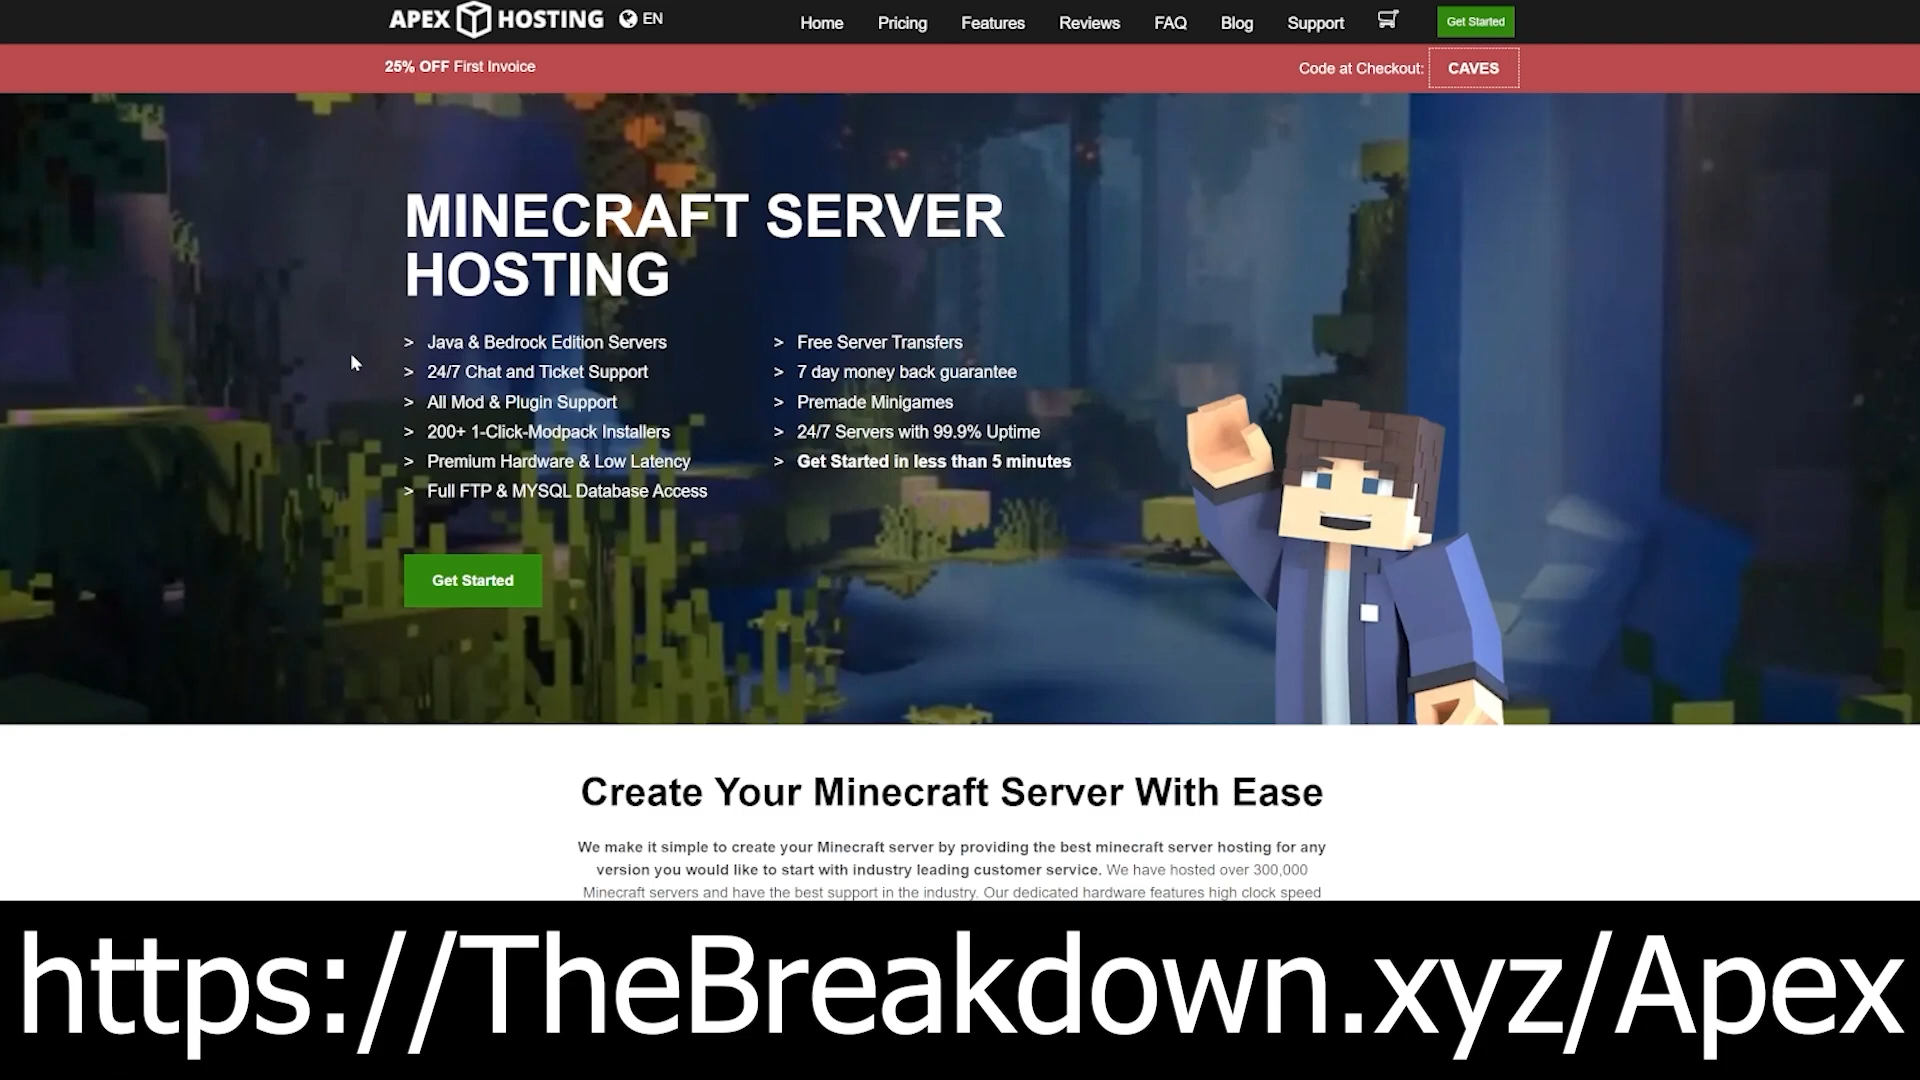 APEX HOSTING EN Home Pricing Features Reviews FAQ Blog Support Get Started
25% OFF First Invoice Code at Checkout: CAVES
MINECRAFT SERVER
HOSTING
> Java & Bedrock Edition Servers
> 24/7 Chat and Ticket Support
> All Mod & Plugin Support
> 200+ 1-Click-Modpack Installers
> Premium Hardware & Low Latency
> Full FTP & MYSQL Database Access
> Free Server Transfers
> 7 day money back guarantee
> Premade Minigames
> 24/7 Servers with 99.9% Uptime
> Get Started in less than 5 minutes
Get Started
Create Your Minecraft Server With Ease
We make it simple to create your Minecraft server by providing the best minecraft server hosting for any
version you would like to start with industry leading customer service. We have hosted over 300,000
Minecraft servers and have the best support in the industry. Our dedicated hardware features high clock speed
https://TheBreakdown.xyz/Apex